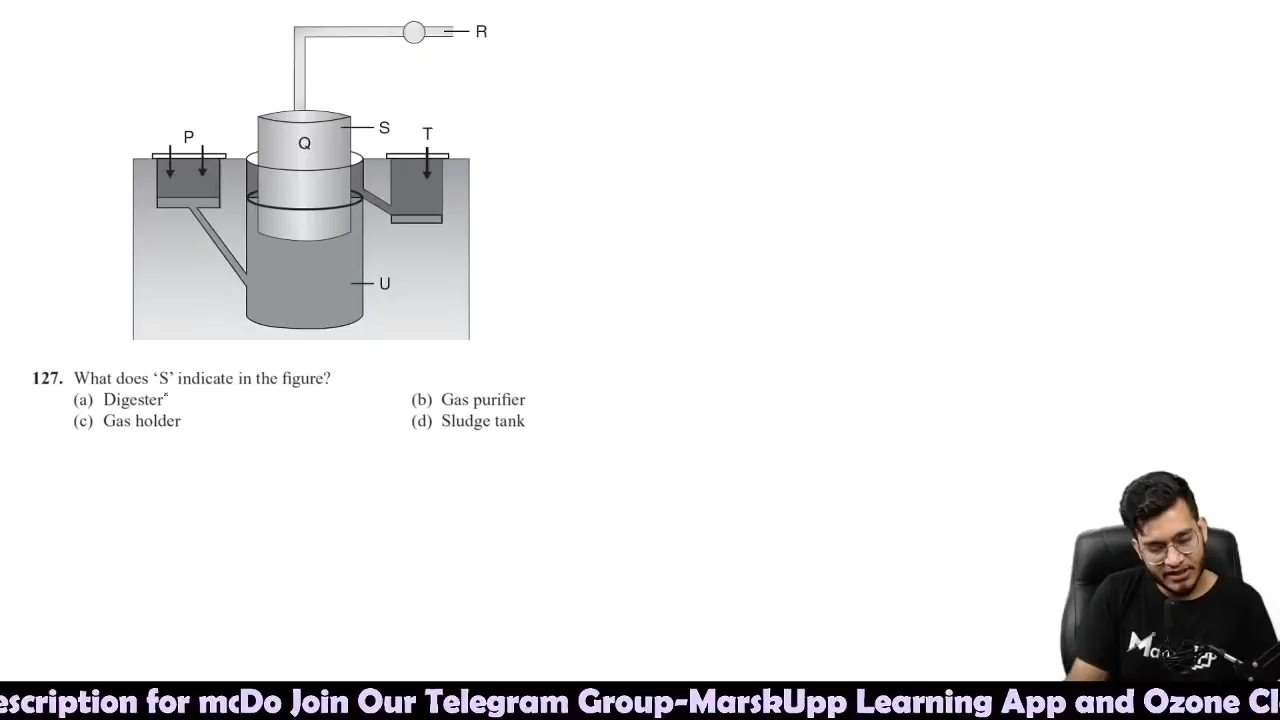 R
S
P
T
Q
U
127. What does ‘S’ indicate in the figure?
(a) Digester (b) Gas purifier
(c) Gas holder (d) Sludge tank
escription for mcDo Join Our Telegram Group-MarskUpp Learning App and Ozone Cl